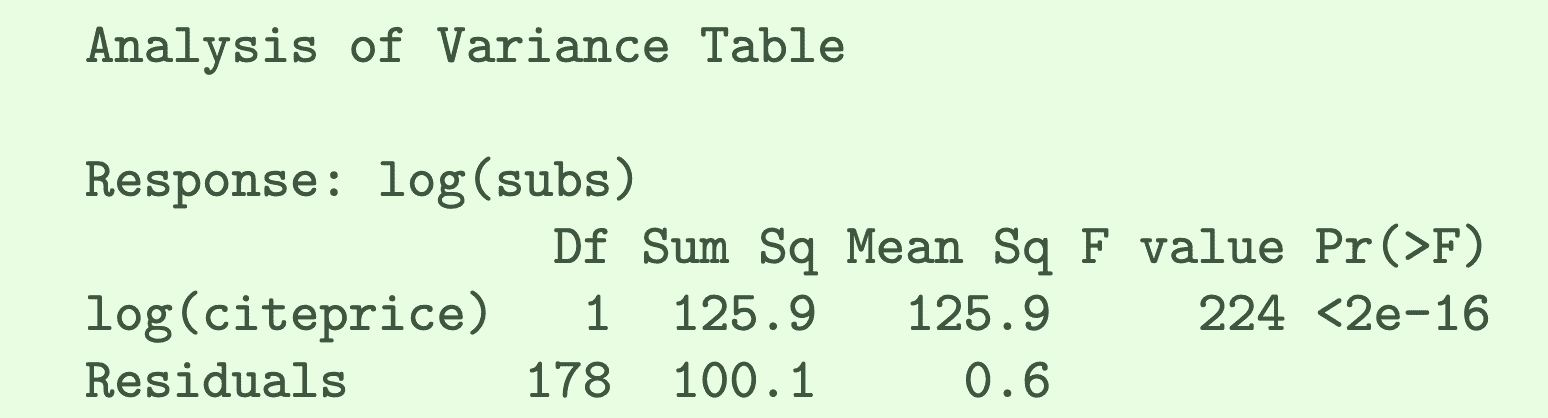 Analysis of Variance Table
Response: log(subs)
Df Sum Sq Mean Sq F value Pr(>F)
log(citeprice) 1 125.9 125.9 224 <2e-16
Residuals 178 100.1 0.6